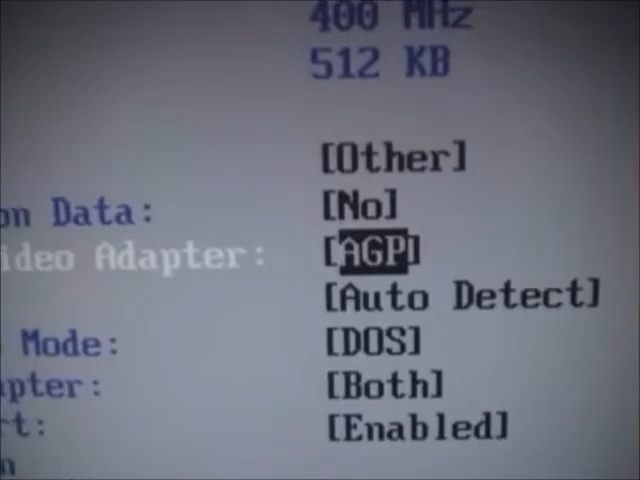 400 MHz
512 KB
[Other]
on Data: [No]
ideo Adapter: [AGP]
[Auto Detect]
Mode: [DOS]
apter: [Both]
rt: [Enabled]
n